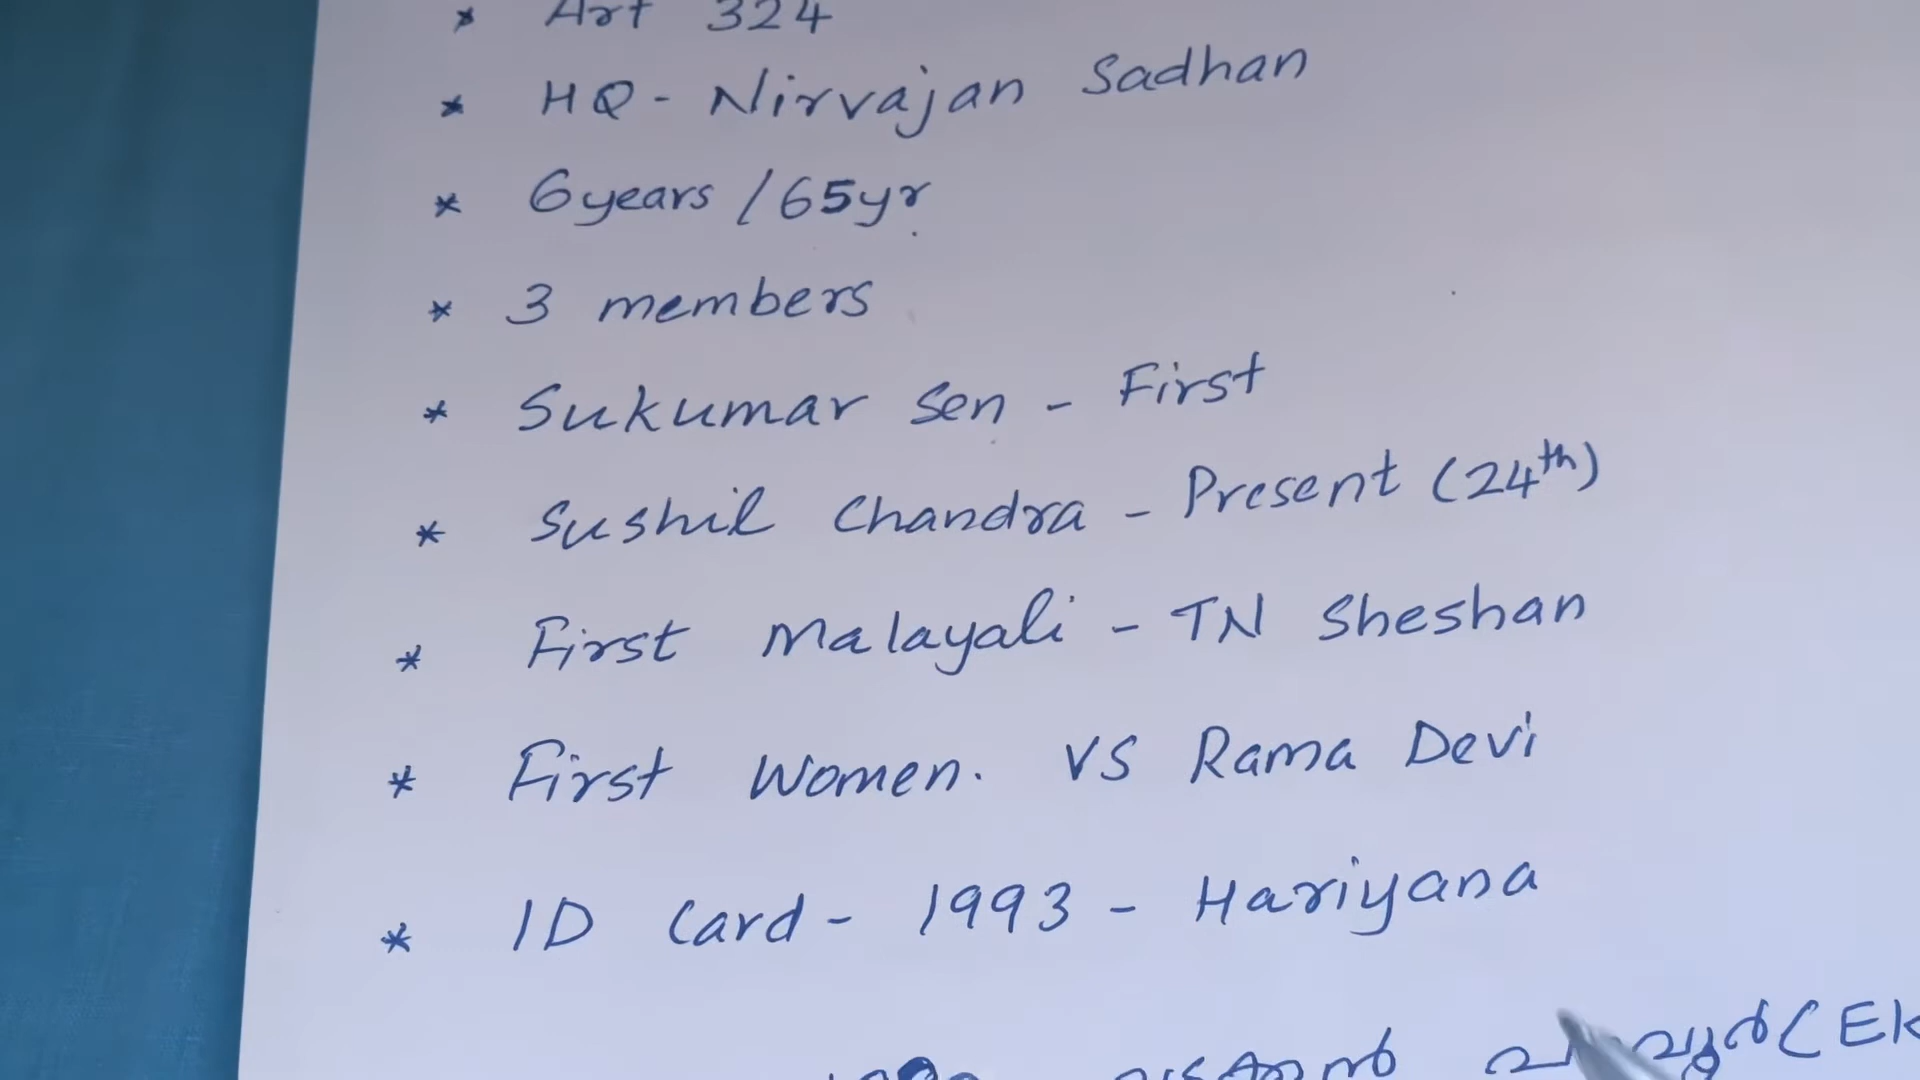 * Art 324
* HQ - Nirvajan Sadhan
* 6years / 65yr.
* 3 members
* Sukumar Sen - First
* Sushil Chandra - Present (24th)
* First Malayali - TN Sheshan
* First Women. VS Rama Devi
* ID Card - 1993 - Hariyana